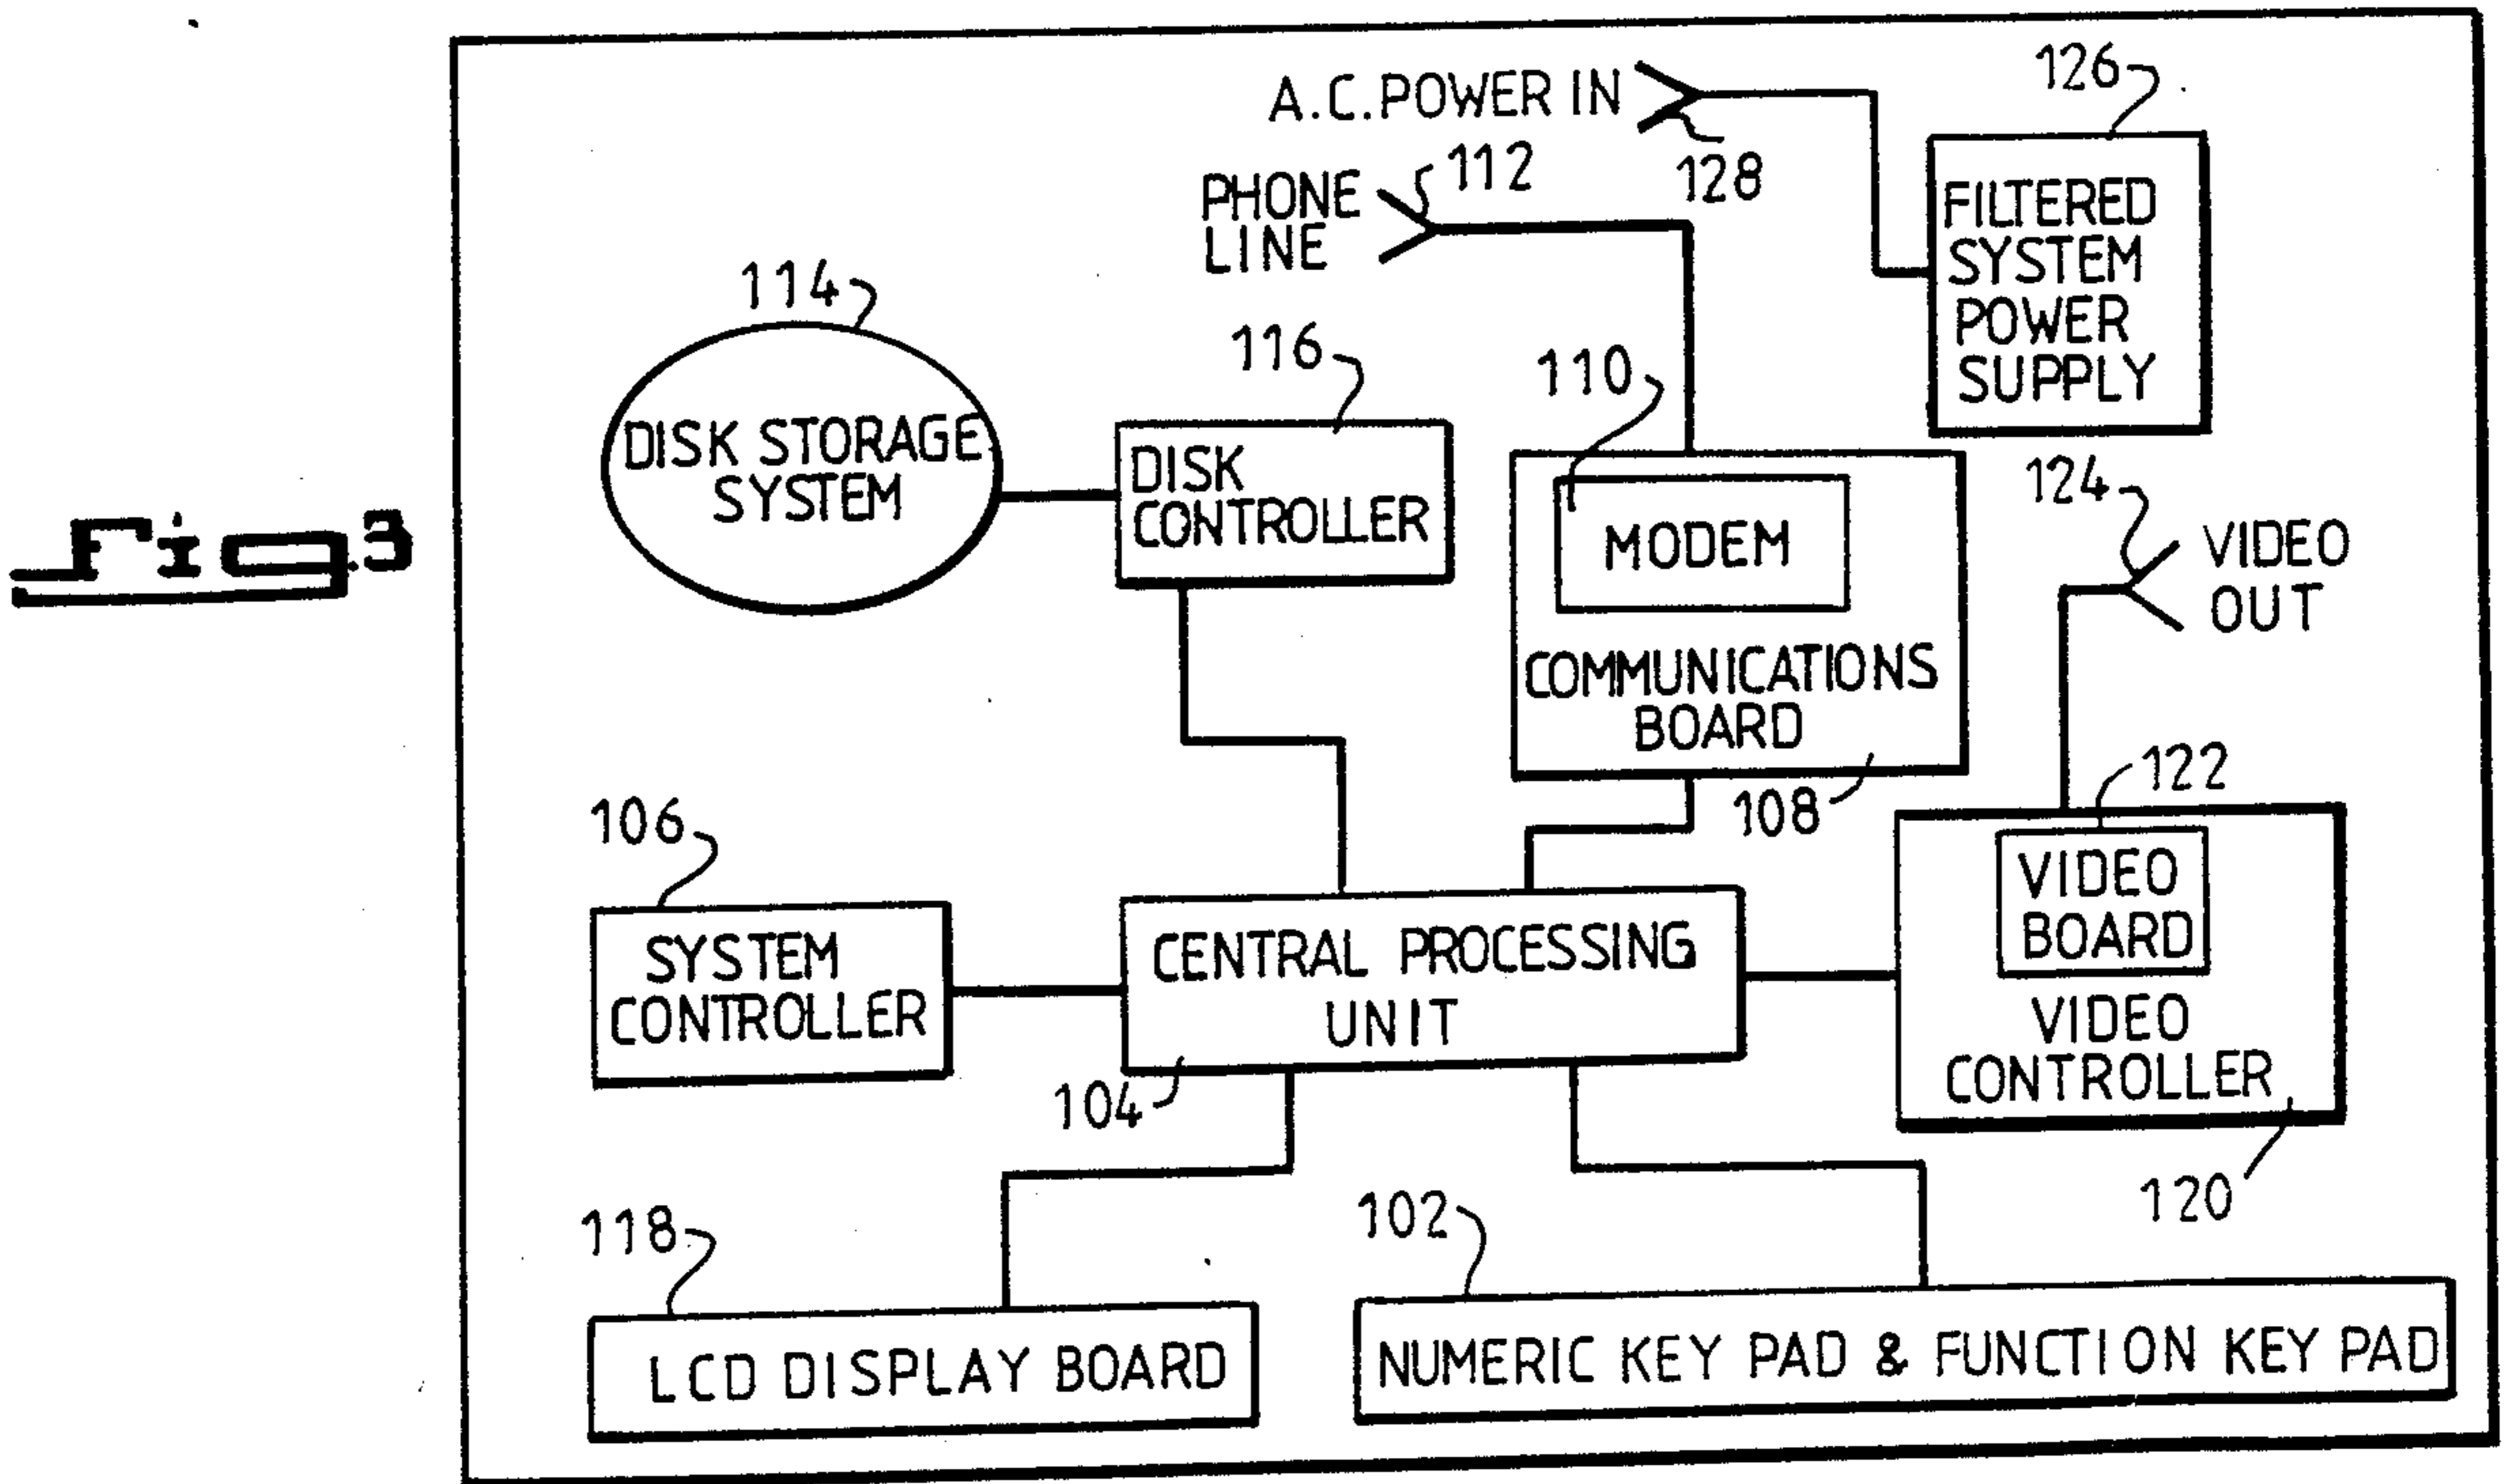 Fig.3
A.C.POWER IN
128
126
FILTERED
SYSTEM
POWER
SUPPLY
PHONE
LINE
112
114
DISK STORAGE
SYSTEM
116
DISK
CONTROLLER
110
MODEM
COMMUNICATIONS
BOARD
108
124
VIDEO
OUT
106
SYSTEM
CONTROLLER
CENTRAL PROCESSING
UNIT
104
122
VIDEO
BOARD
VIDEO
CONTROLLER
120
118
LCD DISPLAY BOARD
102
NUMERIC KEY PAD & FUNCTION KEY PAD